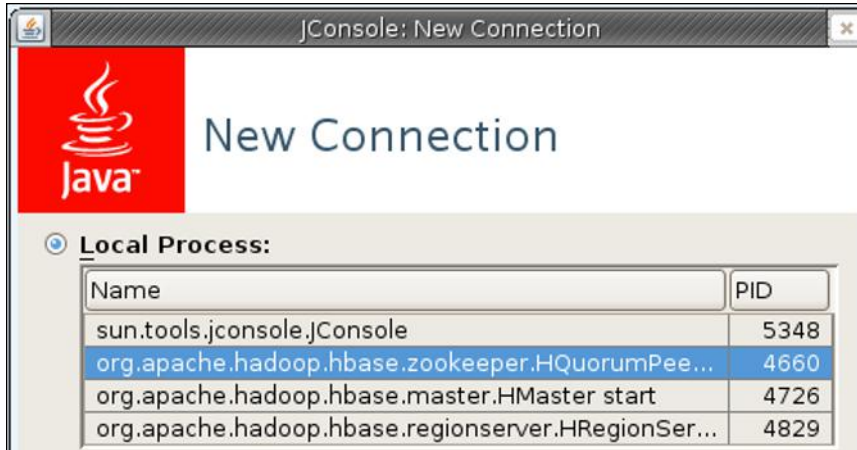 JConsole: New Connection
Java™
New Connection
Local Process:
Name PID
sun.tools.jconsole.JConsole 5348
org.apache.hadoop.hbase.zookeeper.HQuorumPee... 4660
org.apache.hadoop.hbase.master.HMaster start 4726
org.apache.hadoop.hbase.regionserver.HRegionSer... 4829